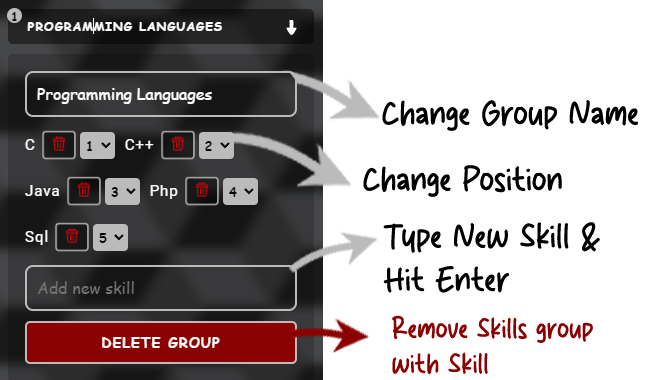 1
PROGRAMMING LANGUAGES
Programming Languages
Change Group Name
C 1 C++ 2
Change Position
Java 3 Php 4
Type New Skill &
Hit Enter
Sql 5
Add new skill
DELETE GROUP
Remove Skills group
with Skill